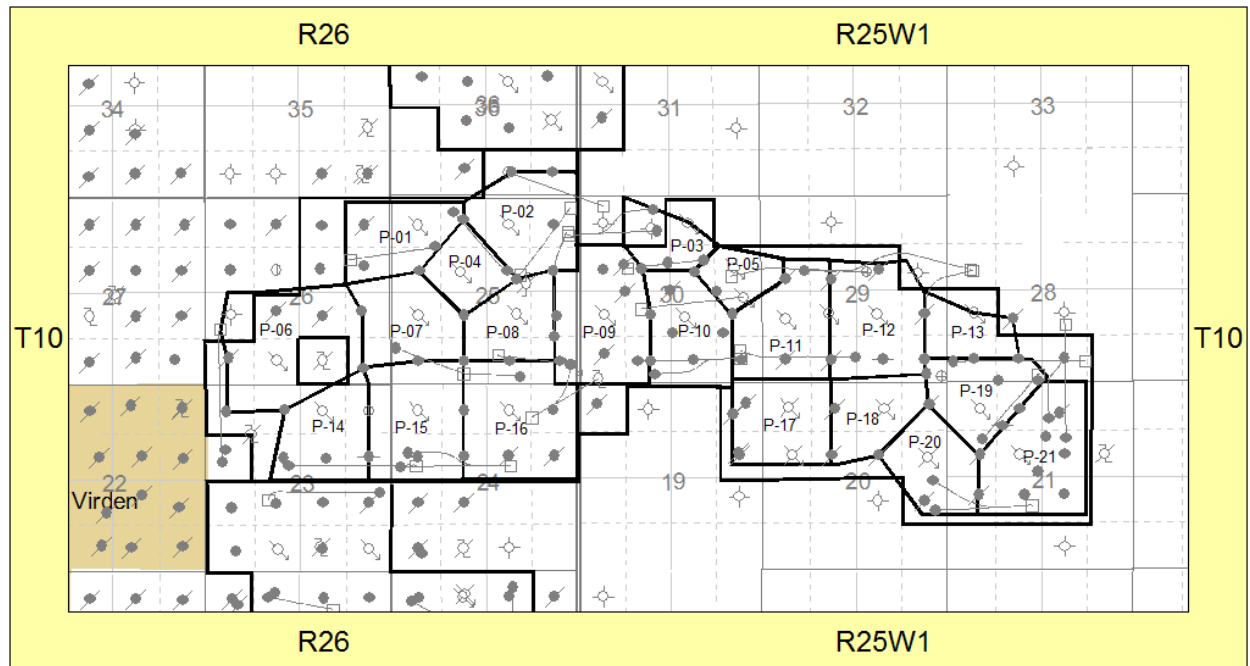 R26 R25W1
34 35 36 31 32 33
P-02
P-01 P-03
P-04 P-05
27 26 25 30 29 28
P-06 P-07 P-08 P-09 P-10 P-11 P-12 P-13
T10 T10
P-19
P-14 P-15 P-16 P-17 P-18
P-20 P-21
22 23 24 19 20 21
Virden
R26 R25W1